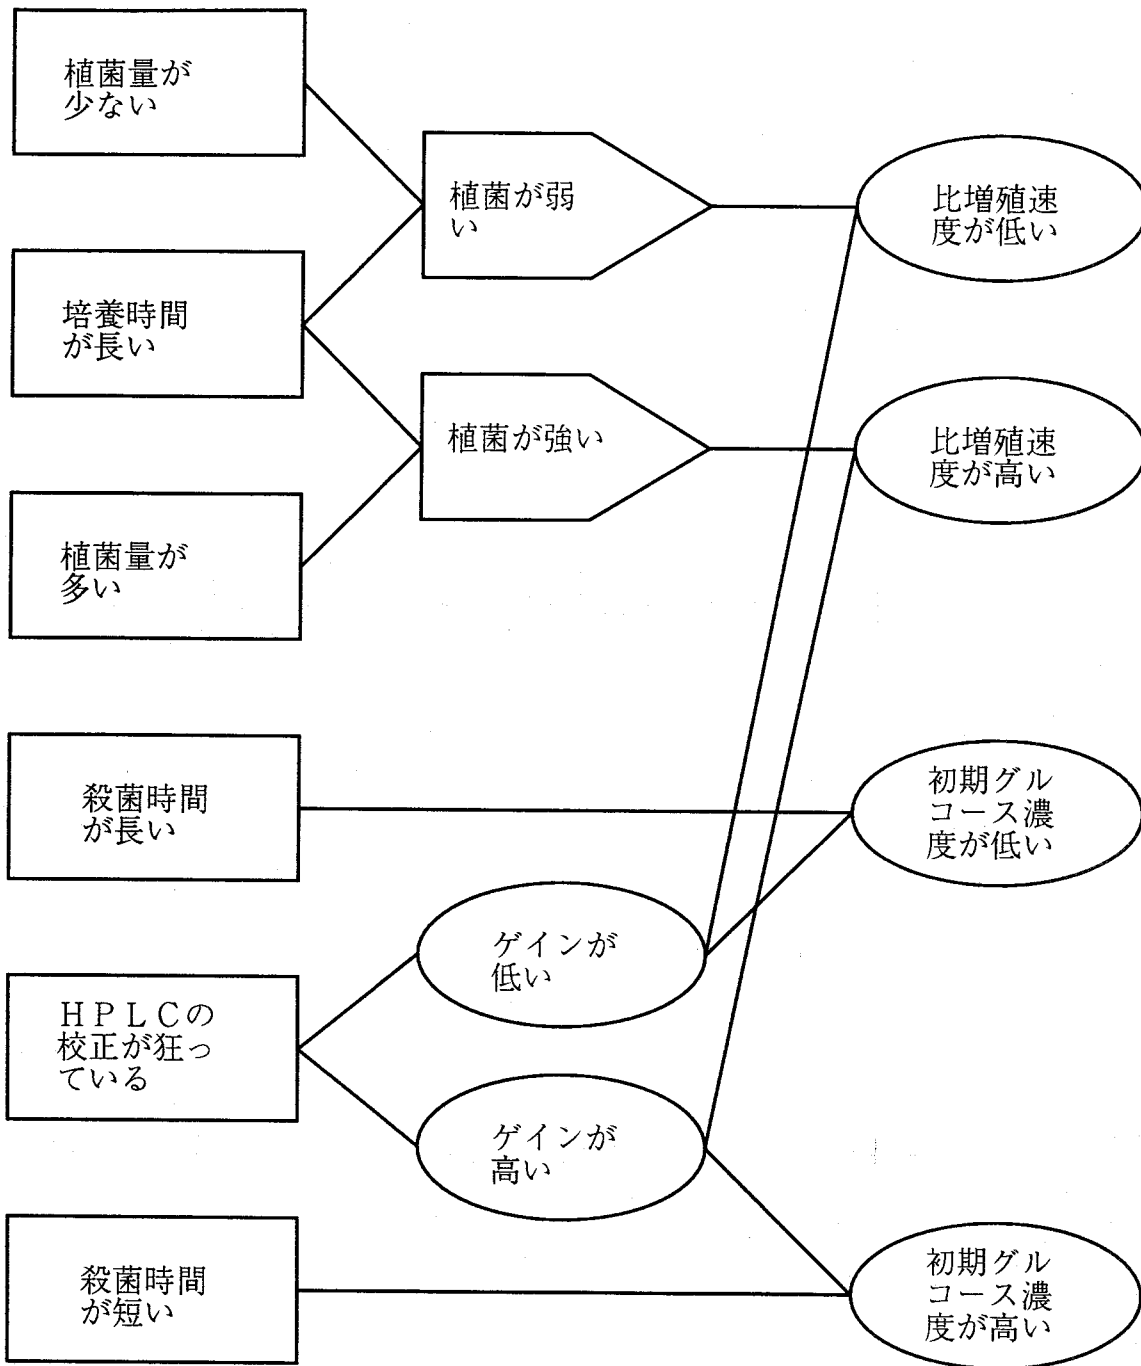 植菌量が
少ない
植菌が弱
い
比増殖速
度が低い
培養時間
が長い
植菌が強い
比増殖速
度が高い
植菌量が
多い
殺菌時間
が長い
初期グル
コース濃
度が低い
ゲインが
低い
ＨＰＬＣの
校正が狂っ
ている
ゲインが
高い
殺菌時間
が短い
初期グル
コース濃
度が高い